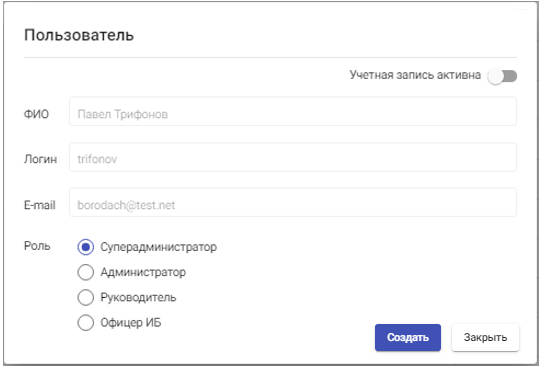 Пользователь
Учетная запись активна
ФИО Павел Трифонов
Логин trifonov
E-mail borodach@test.net
Роль Суперадминистратор
Администратор
Руководитель
Офицер ИБ
Создать Закрыть